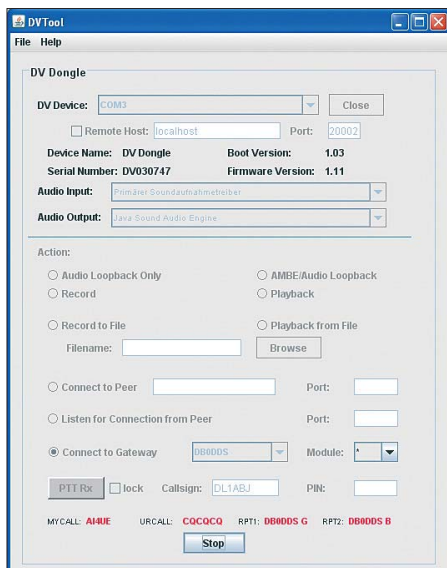 DVTool
File Help
DV Dongle
DV Device: COM3 Close
Remote Host: localhost Port: 20002
Device Name: DV Dongle Boot Version: 1.03
Serial Number: DV030747 Firmware Version: 1.11
Audio Input: Primärer Soundaufnahmetreiber
Audio Output: Java Sound Audio Engine
Action:
Audio Loopback Only AMBE/Audio Loopback
Record Playback
Record to File Playback from File
Filename: Browse
Connect to Peer Port:
Listen for Connection from Peer Port:
Connect to Gateway DB0DDS Module: *
PTT Rx lock Callsign: DL1ABJ PIN:
MYCALL: AI4UE URCALL: CQCQCQ RPT1: DB0DDS G RPT2: DB0DDS B
Stop